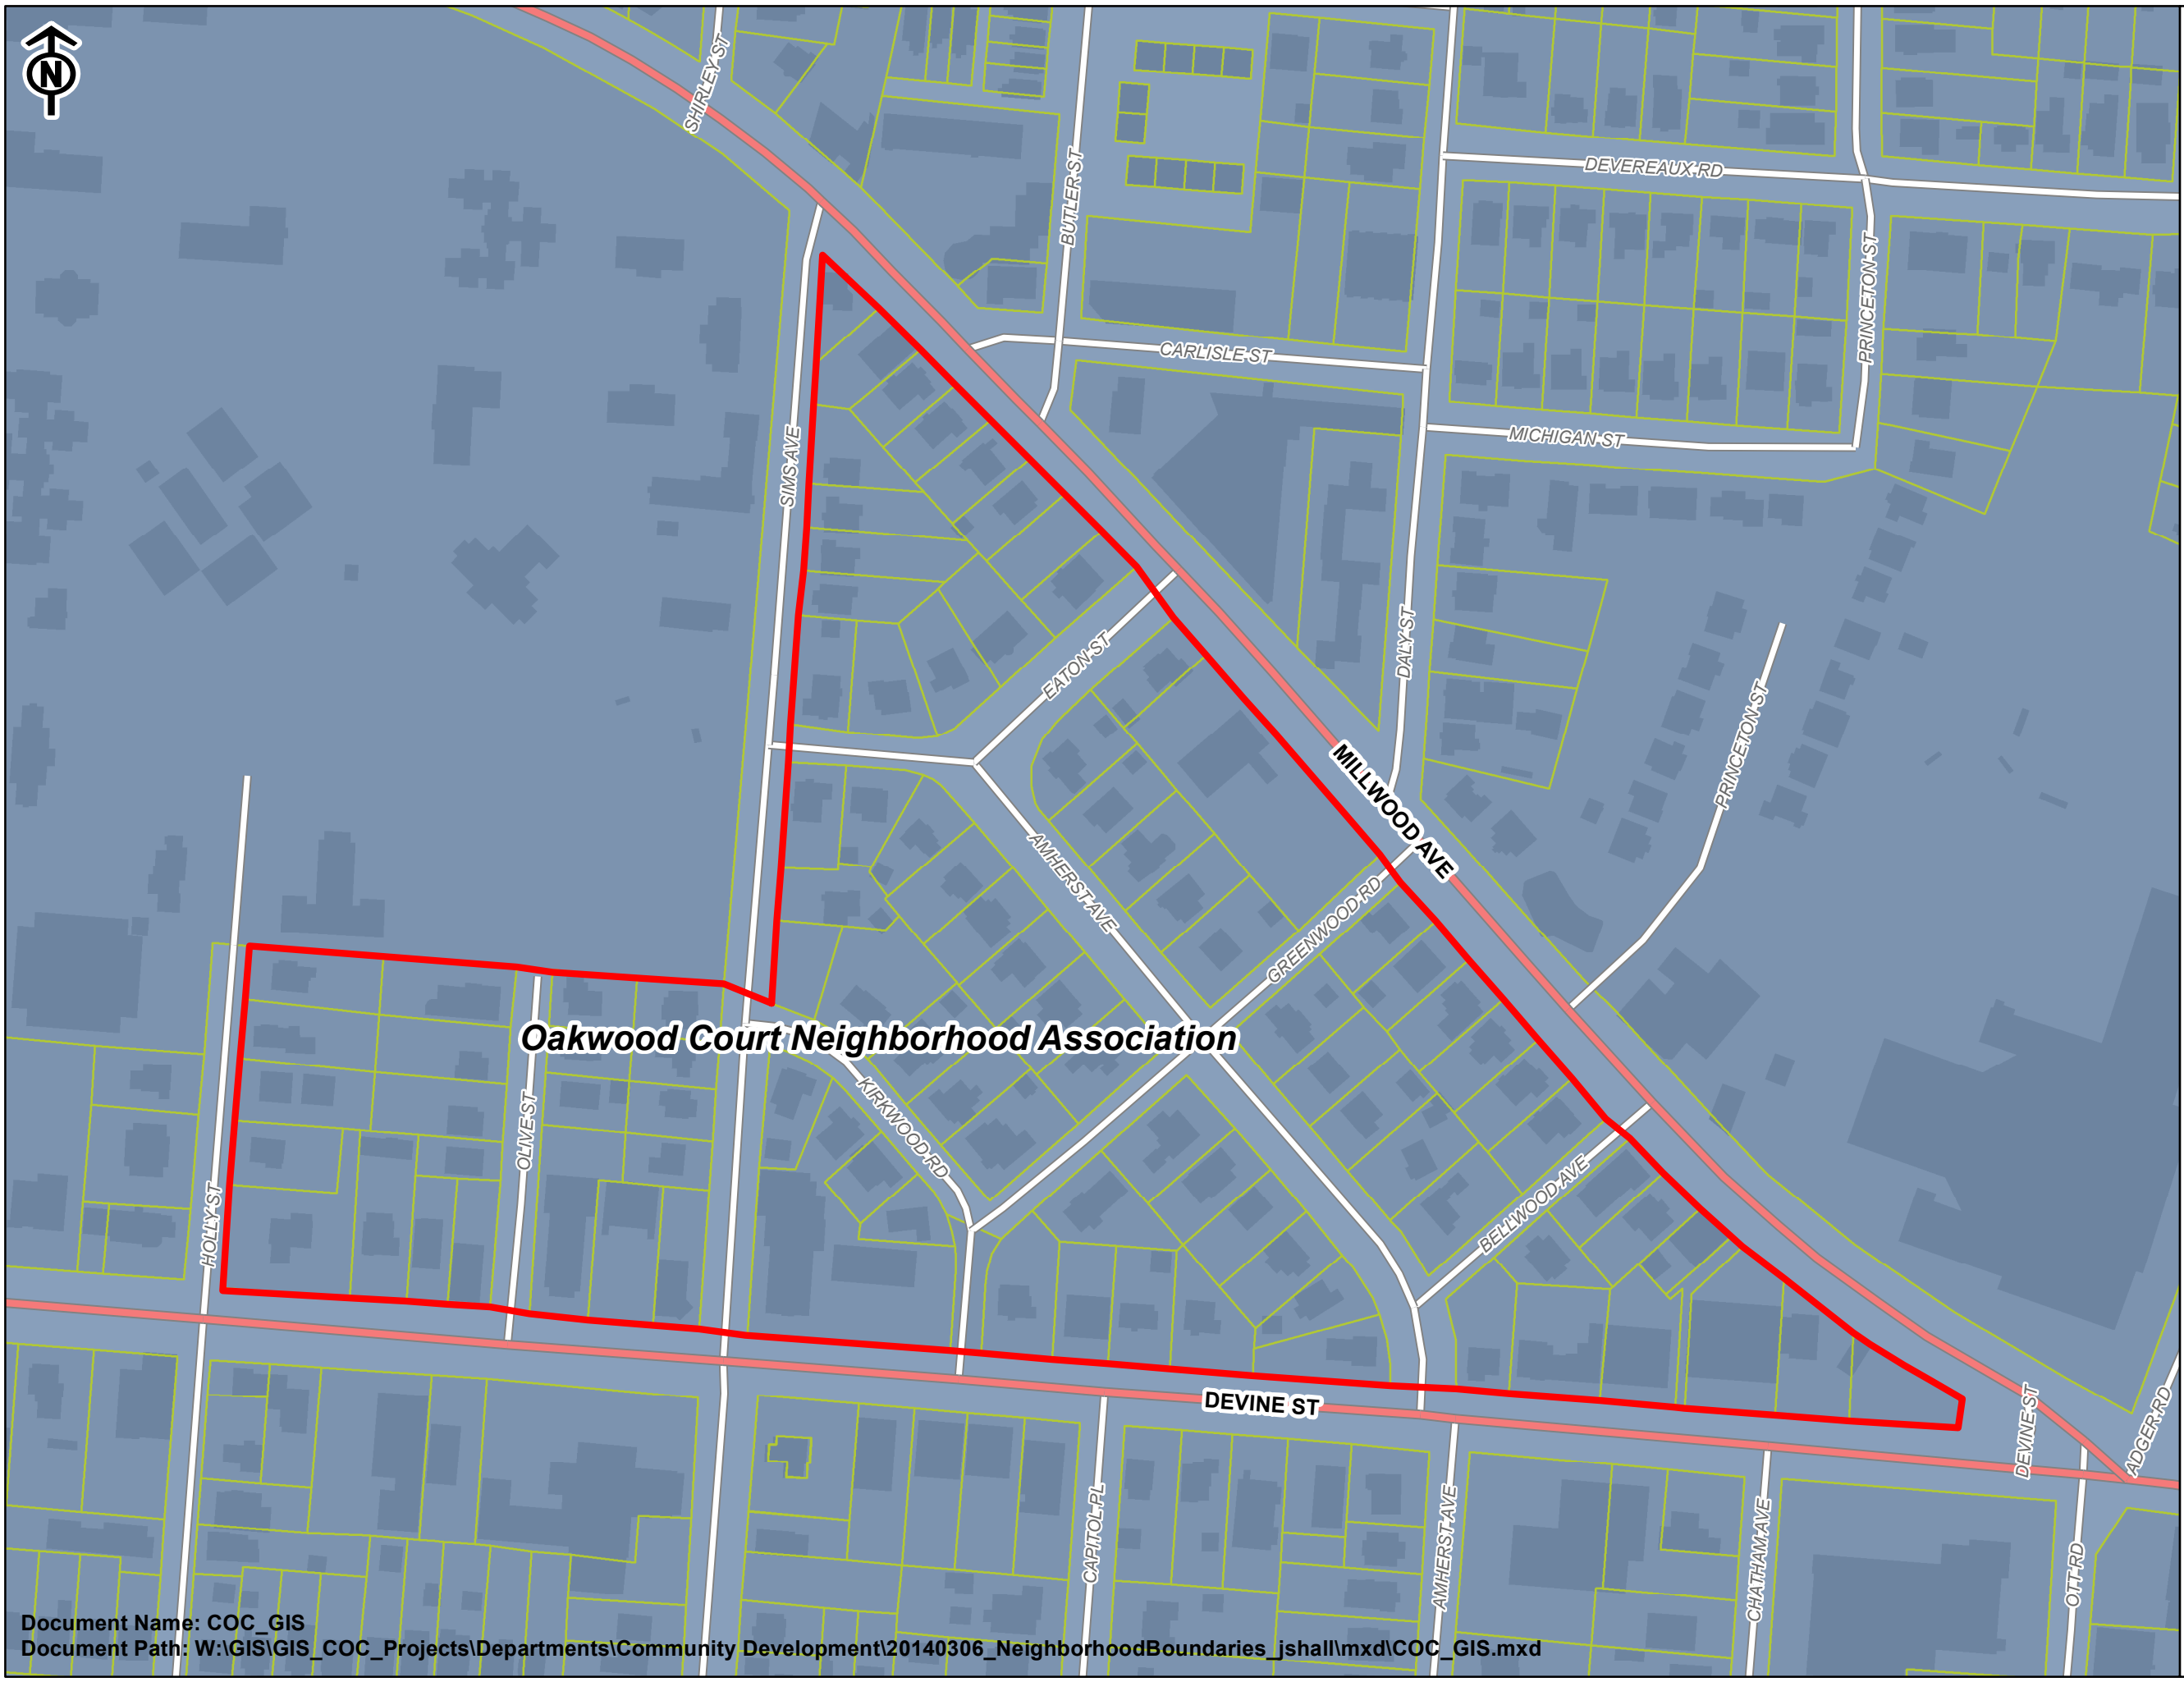 N
SHIRLEY ST
BUTLER ST
DEVEREAUX RD
PRINCETON ST
CARLISLE ST
MICHIGAN ST
SIMS AVE
EATON ST
DALY ST
PRINCETON ST
MILLWOOD AVE
AMHERST AVE
GREENWOOD RD
Oakwood Court Neighborhood Association
KIRKWOOD RD
OLIVE ST
HOLLY ST
BELLWOOD AVE
DEVINE ST
DEVINE ST
ADGER RD
CAPITOL PL
AMHERST AVE
CHATHAM AVE
OTT RD
Document Name: COC_GIS
Document Path: W:\GIS\GIS_COC_Projects\Departments\Community Development\20140306_NeighborhoodBoundaries_jshall\mxd\COC_GIS.mxd